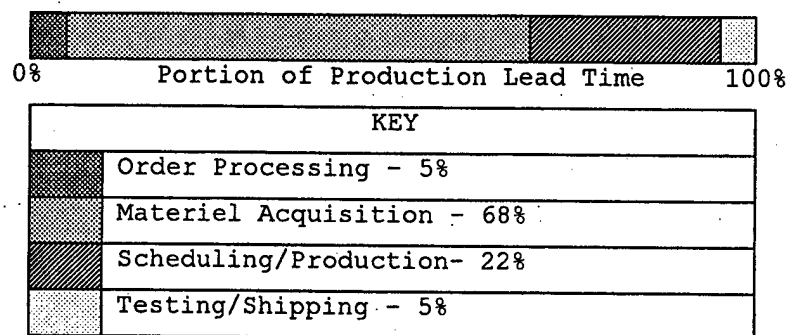 0% Portion of Production Lead Time 100%
KEY
Order Processing - 5%
Materiel Acquisition - 68%
Scheduling/Production- 22%
Testing/Shipping - 5%